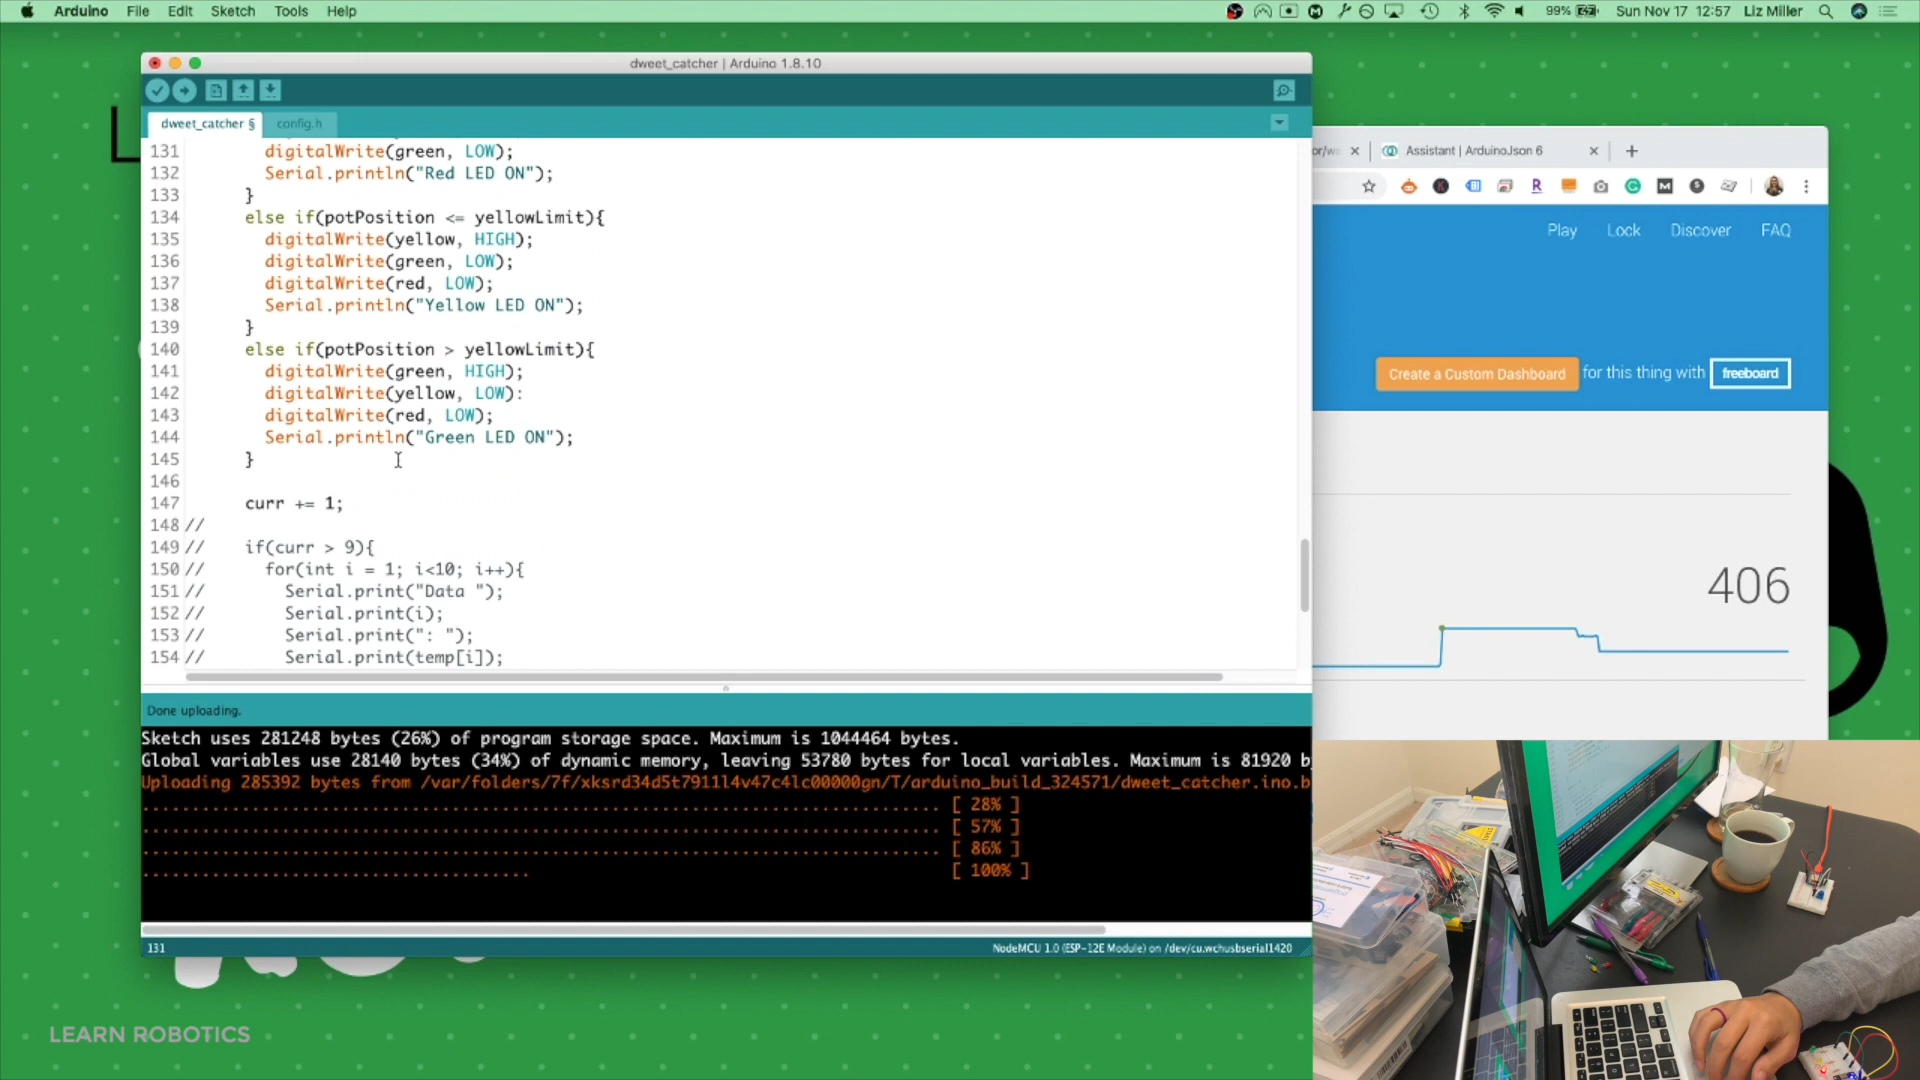 Arduino File Edit Sketch Tools Help
99% Sun Nov 17 12:57 Liz Miller
dweet_catcher | Arduino 1.8.10
dweet_catcher § config.h
131 digitalWrite(green, LOW);
132 Serial.println("Red LED ON");
133 }
134 else if(potPosition <= yellowLimit){
135 digitalWrite(yellow, HIGH);
136 digitalWrite(green, LOW);
137 digitalWrite(red, LOW);
138 Serial.println("Yellow LED ON");
139 }
140 else if(potPosition > yellowLimit){
141 digitalWrite(green, HIGH);
142 digitalWrite(yellow, LOW):
143 digitalWrite(red, LOW);
144 Serial.println("Green LED ON");
145 }
146
147 curr += 1;
148 //
149 // if(curr > 9){
150 // for(int i = 1; i<10; i++){
151 // Serial.print("Data ");
152 // Serial.print(i);
153 // Serial.print(": ");
154 // Serial.print(temp[i]);
Done uploading.
Sketch uses 281248 bytes (26%) of program storage space. Maximum is 1044464 bytes.
Global variables use 28140 bytes (34%) of dynamic memory, leaving 53780 bytes for local variables. Maximum is 81920 b
Uploading 285392 bytes from /var/folders/7f/xksrd34d5t7911l4v47c4lc00000gn/T/arduino_build_324571/dweet_catcher.ino.b
................................................................................ [ 28% ]
................................................................................ [ 57% ]
................................................................................ [ 86% ]
....................................... [ 100% ]
131 NodeMCU 1.0 (ESP-12E Module) on /dev/cu.wchusbserial1420
or/w Assistant | ArduinoJson 6
Play Lock Discover FAQ
Create a Custom Dashboard for this thing with freeboard
406
LEARN ROBOTICS